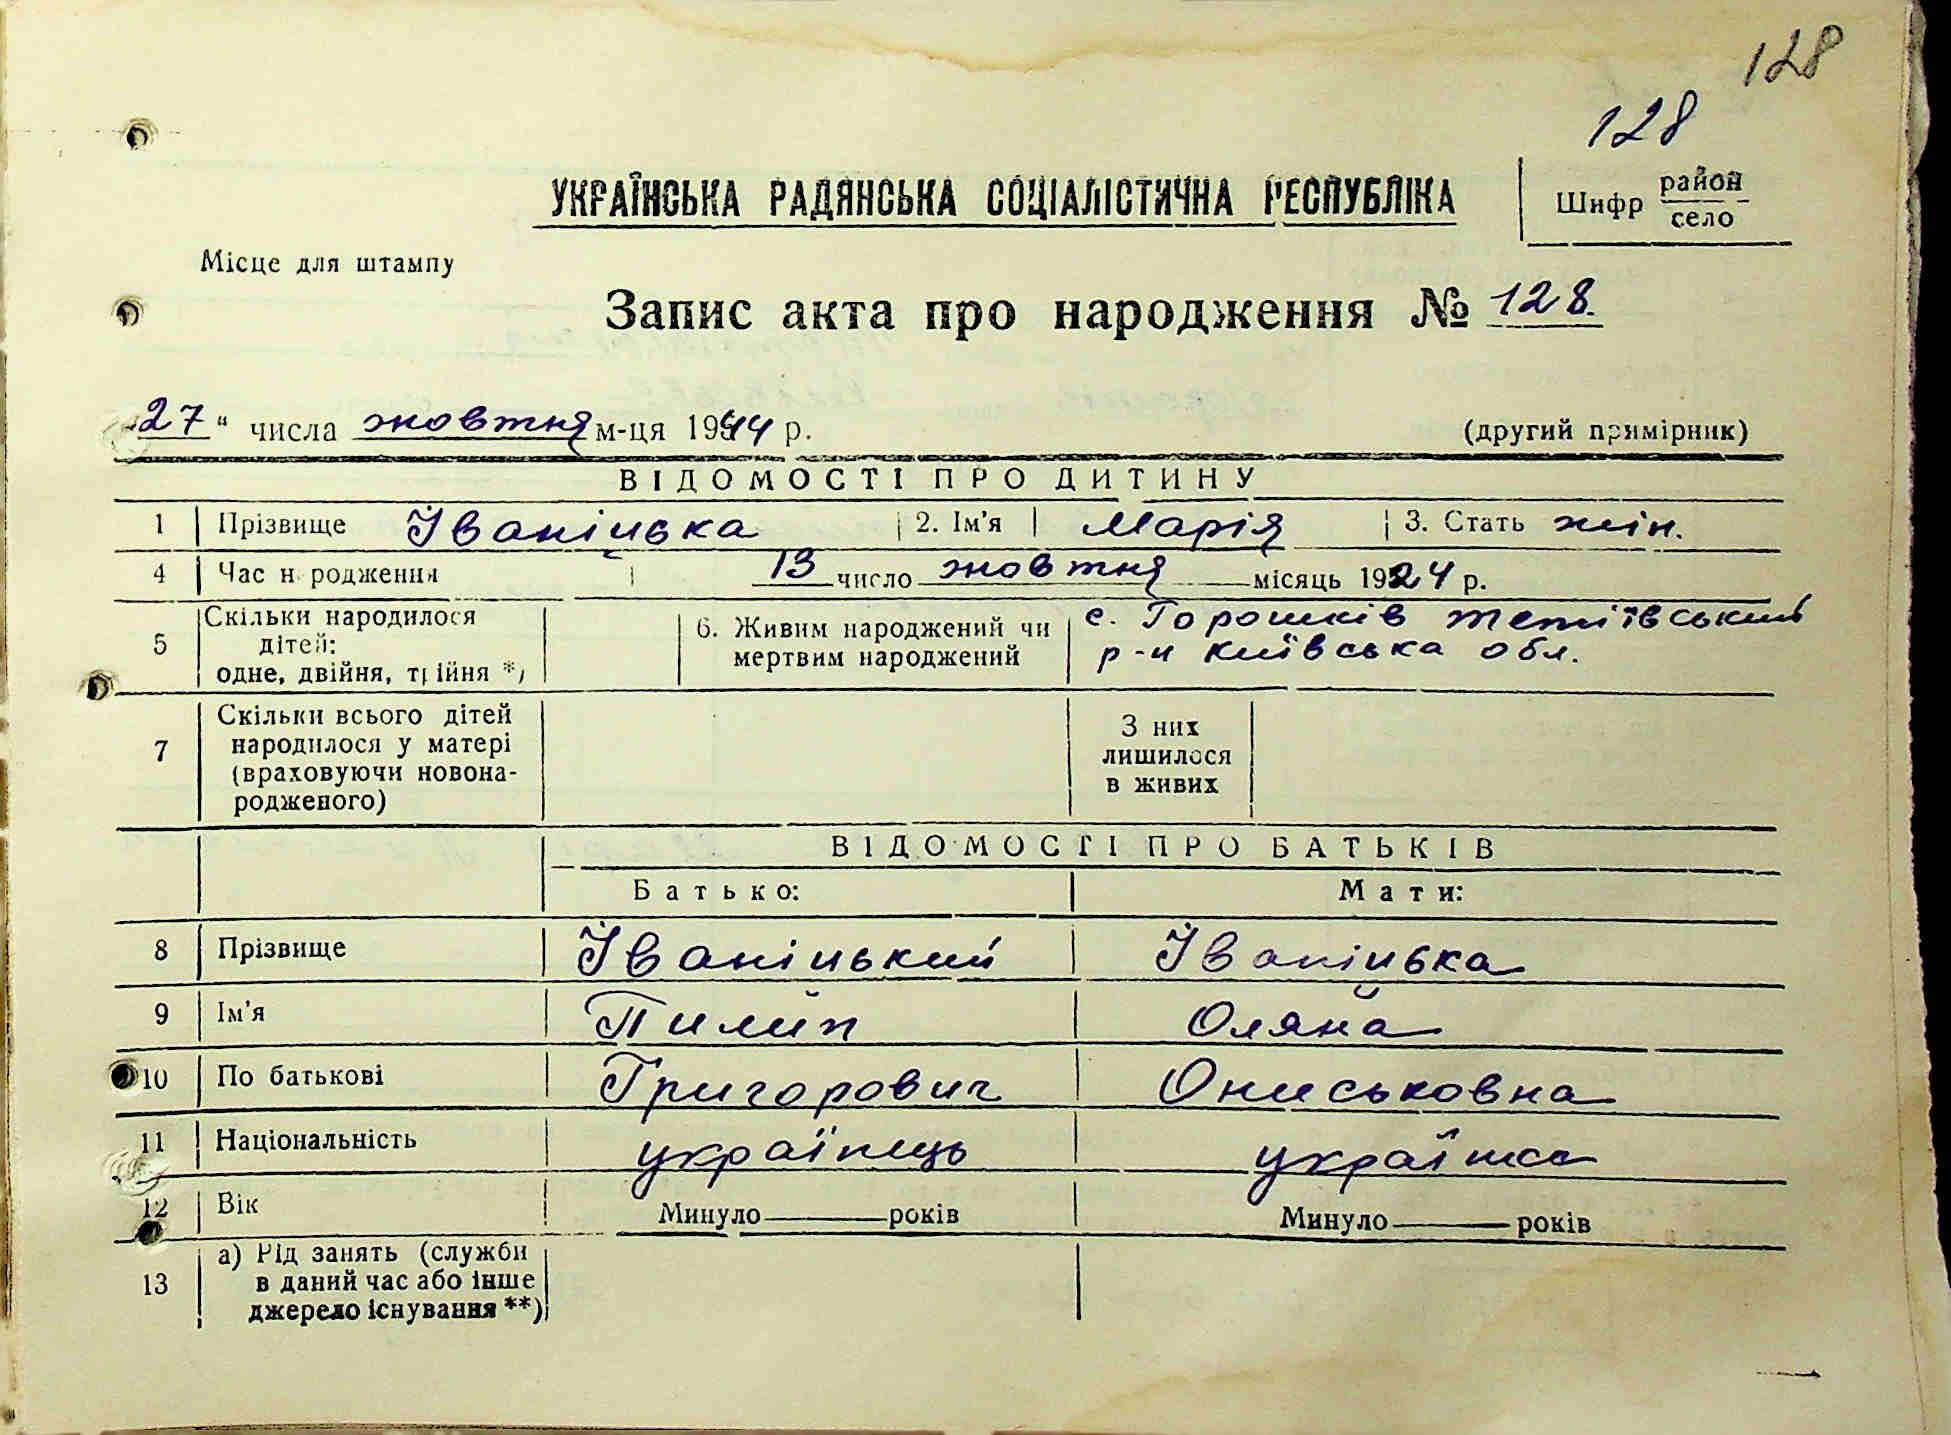 128
128
УКРАЇНСЬКА РАДЯНСЬКА СОЦІАЛІСТИЧНА РЕСПУБЛІКА
Шифр район
село
Місце для штампу
Запис акта про народження № 128.
"27" числа жовтня м-ця 1944 р.
(другий примірник)
ВІДОМОСТІ ПРО ДИТИНУ
1 Прізвище Іваніцька 2. Ім'я Марія 3. Стать жін.
4 Час народження 13 число жовтня місяць 1924 р.
5 Скільки народилося дітей: одне, двійня, трійня *)
6. Живим народжений чи мертвим народжений
с. Горошків Тетіївський
р-н Київська обл.
7 Скільки всього дітей народилося у матері (враховуючи новонародженого)
З них лишилося в живих
ВІДОМОСТІ ПРО БАТЬКІВ
Батько: Мати:
8 Прізвище Іваніцький Іваніцька
9 Ім'я Пилип Оляна
10 По батькові Григорович Ониськовна
11 Національність українець українка
12 Вік Минуло років Минуло років
13 а) Рід занять (служби в даний час або інше джерело існування **)